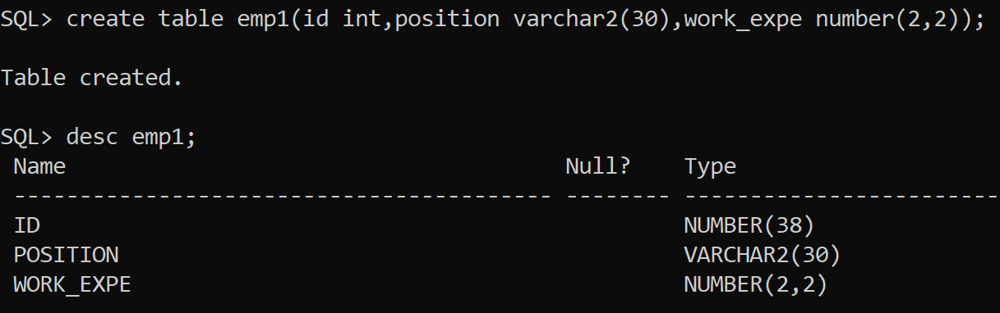 SQL> create table emp1(id int,position varchar2(30),work_expe number(2,2));
Table created.
SQL> desc emp1;
Name Null? Type
----------------------------------------- -------- ------------------------
ID NUMBER(38)
POSITION VARCHAR2(30)
WORK_EXPE NUMBER(2,2)